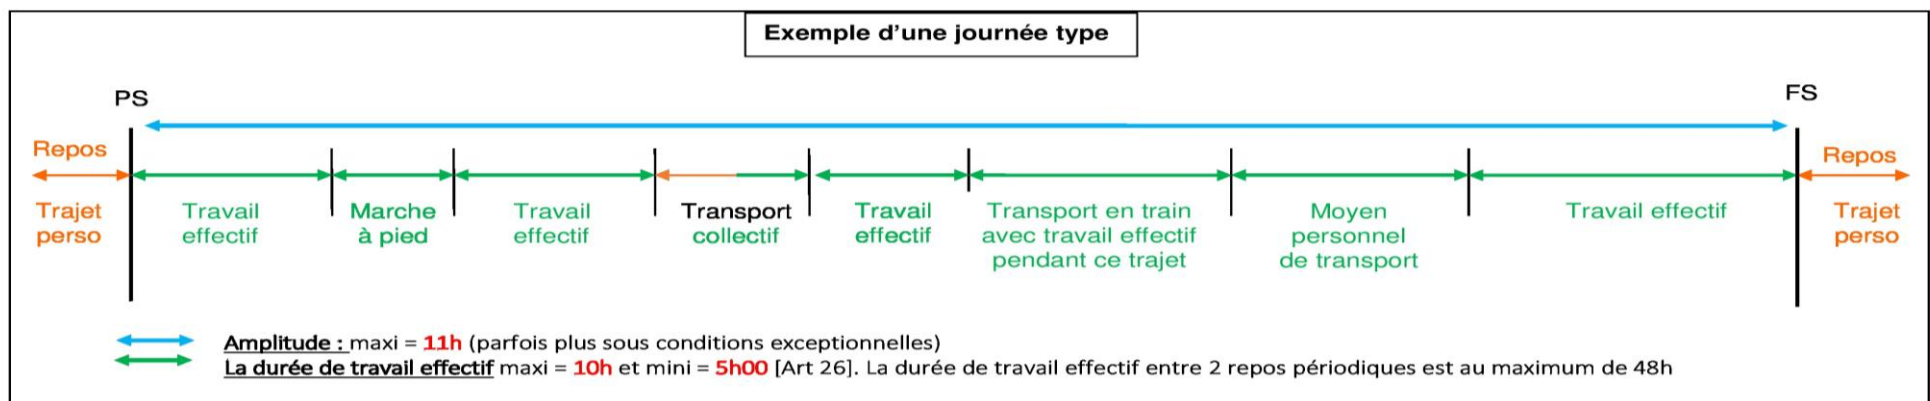 Exemple d'une journée type
PS
FS
Repos
Repos
Trajet
perso
Travail
effectif
Marche
à pied
Travail
effectif
Transport
collectif
Travail
effectif
Transport en train
avec travail effectif
pendant ce trajet
Moyen
personnel
de transport
Travail effectif
Trajet
perso
Amplitude : maxi = 11h (parfois plus sous conditions exceptionnelles)
La durée de travail effectif maxi = 10h et mini = 5h00 [Art 26]. La durée de travail effectif entre 2 repos périodiques est au maximum de 48h